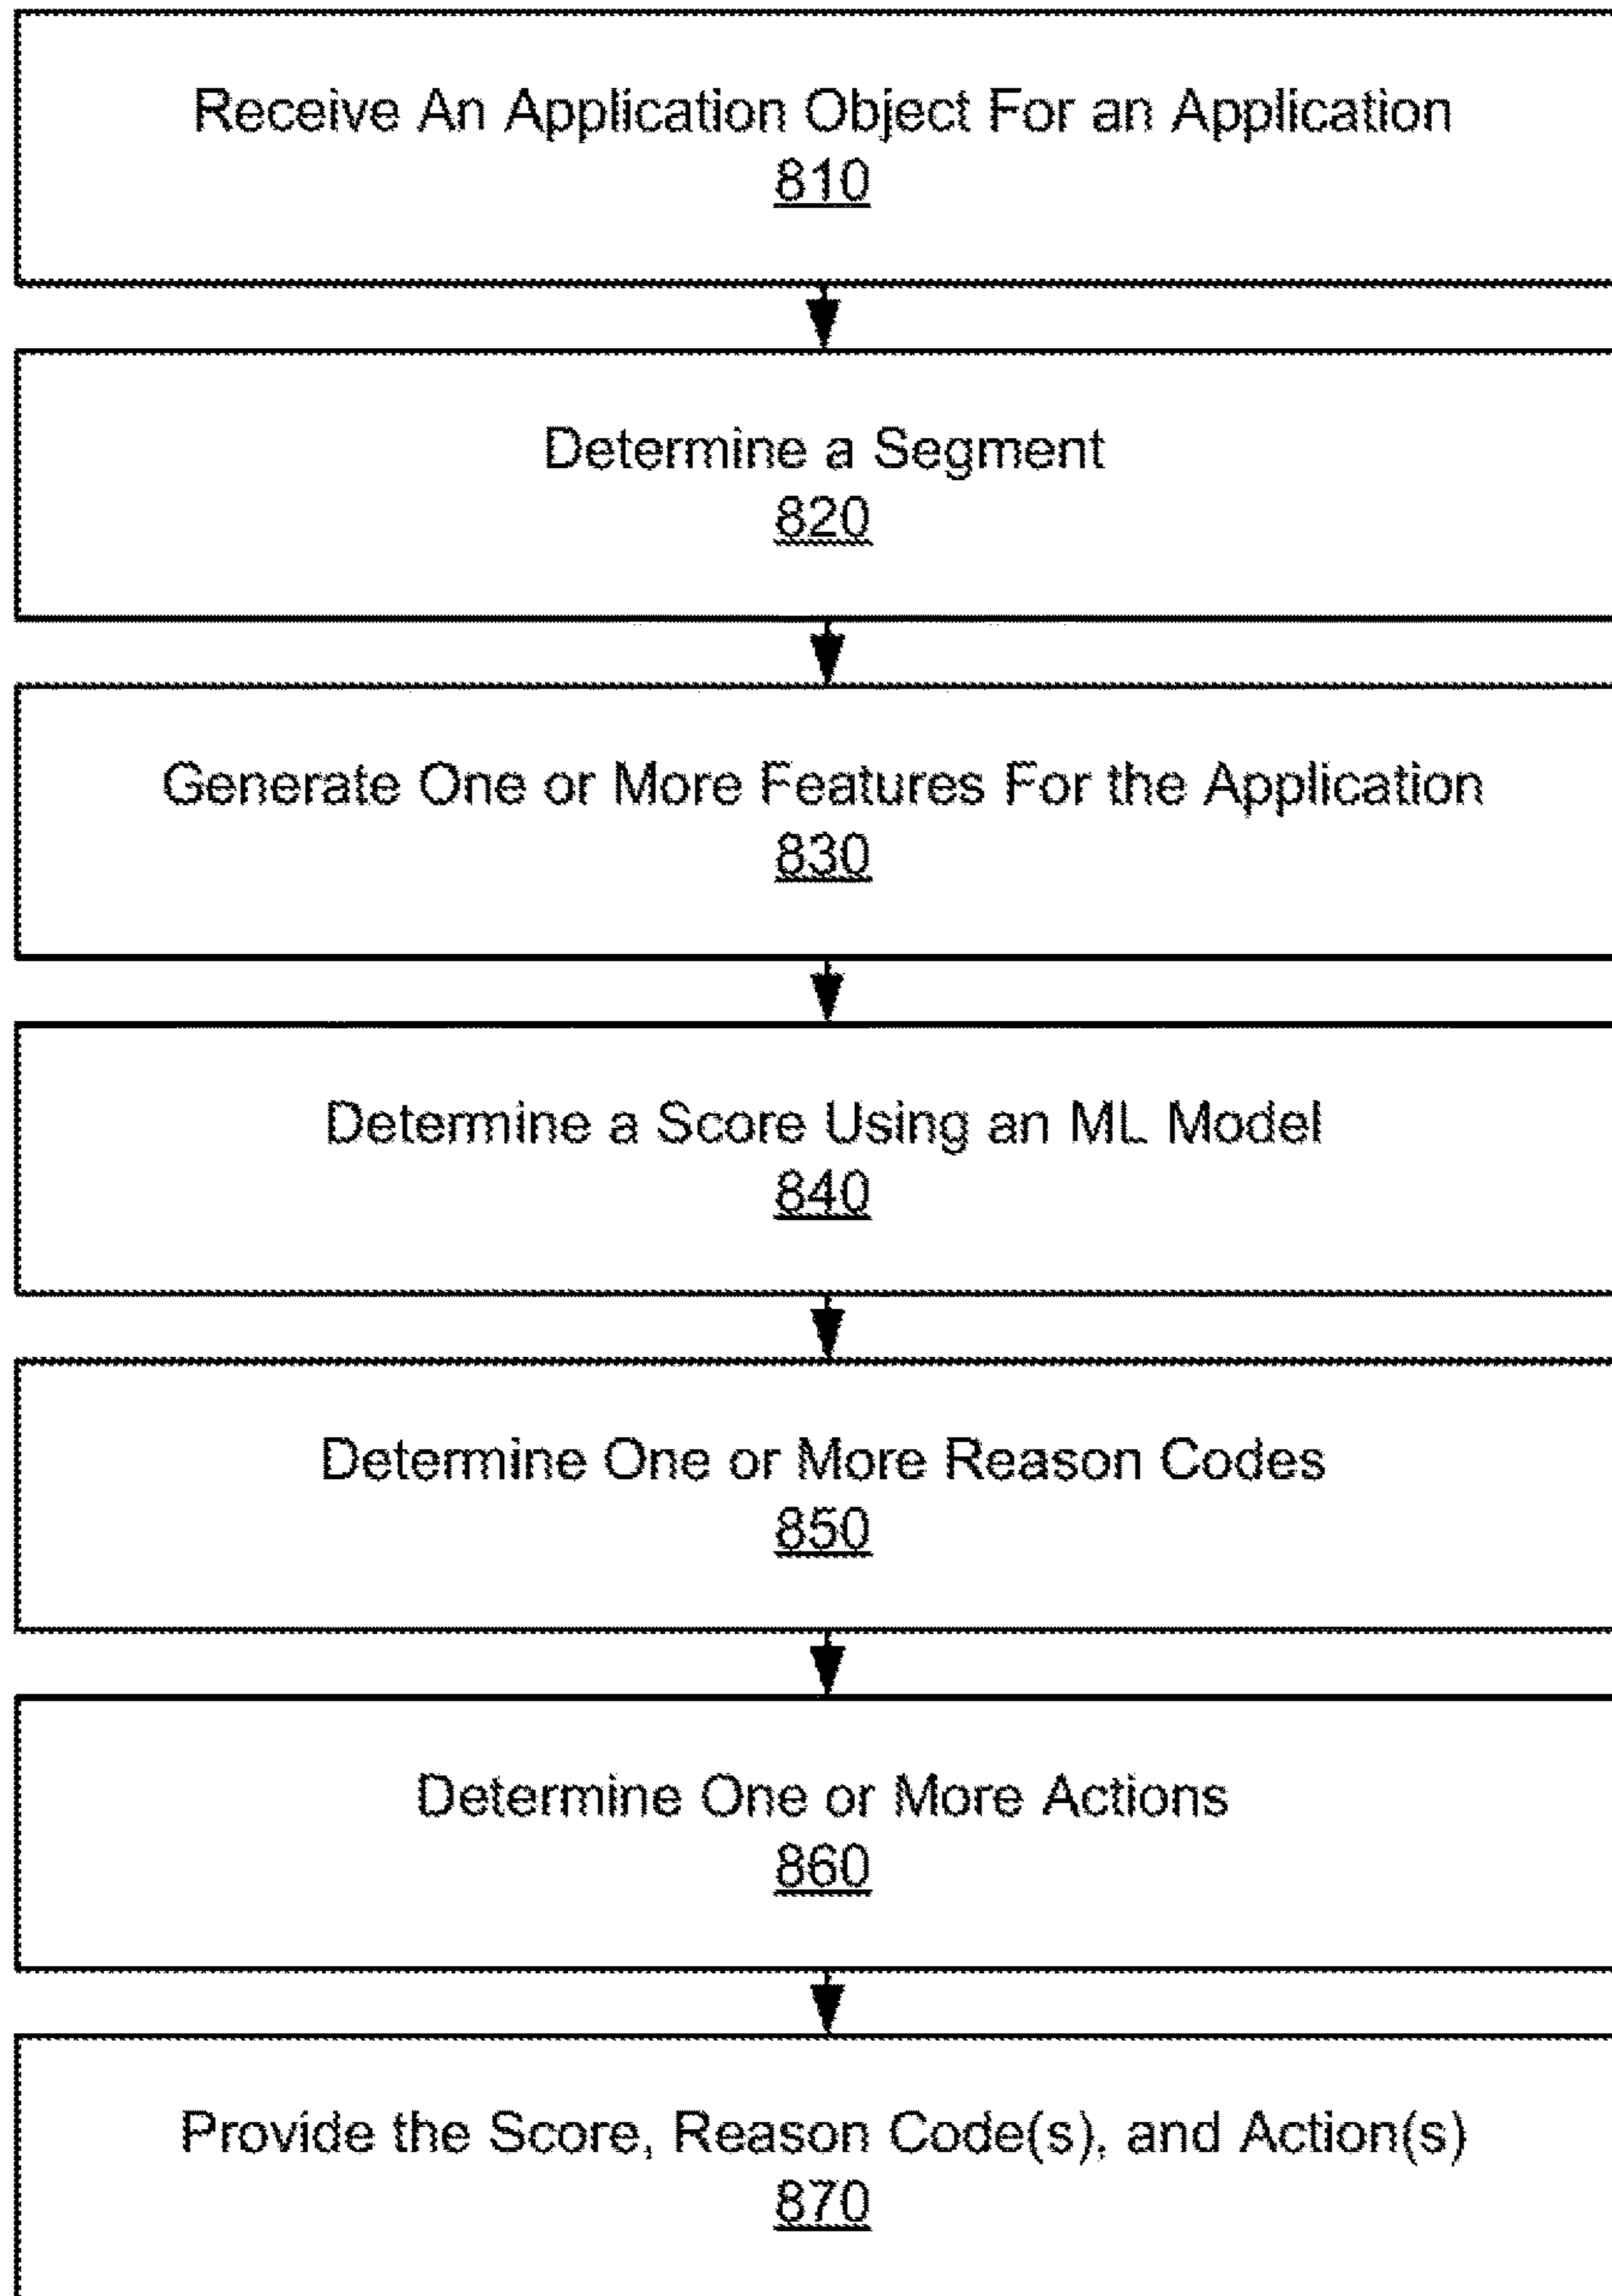 Receive An Application Object For an Application
810
Determine a Segment
820
Generate One or More Features For the Application
830
Determine a Score Using an ML Model
840
Determine One or More Reason Codes
850
Determine One or More Actions
860
Provide the Score, Reason Code(s), and Action(s)
870